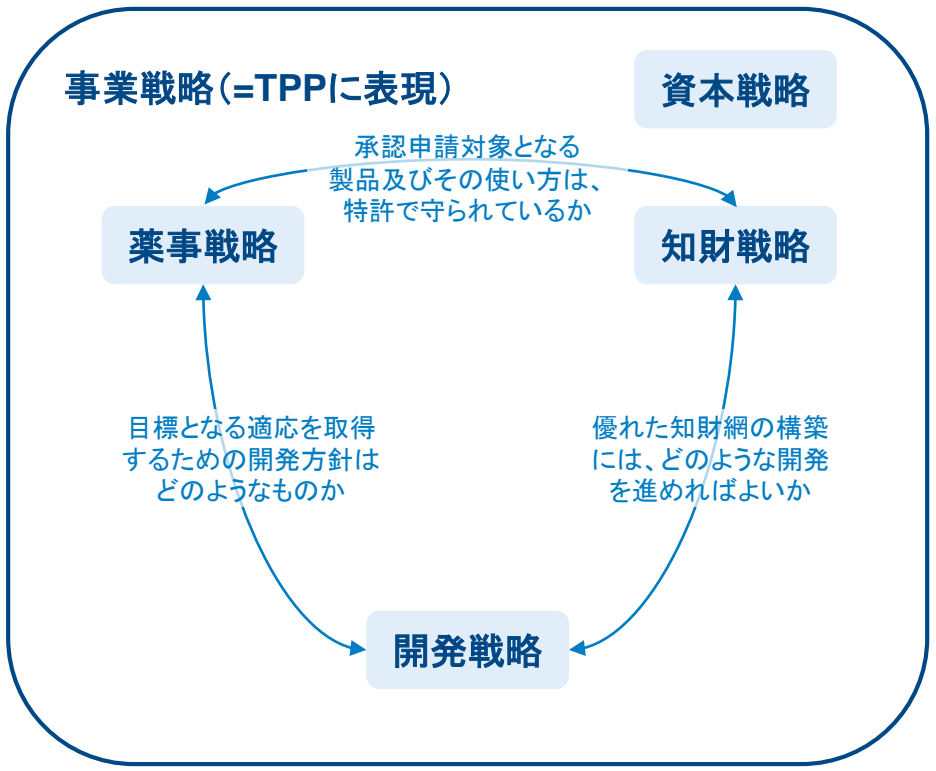 事業戦略(=TPPに表現)
資本戦略
承認申請対象となる
製品及びその使い方は、
特許で守られているか
薬事戦略
知財戦略
目標となる適応を取得
するための開発方針は
どのようなものか
優れた知財網の構築
には、どのような開発
を進めればよいか
開発戦略